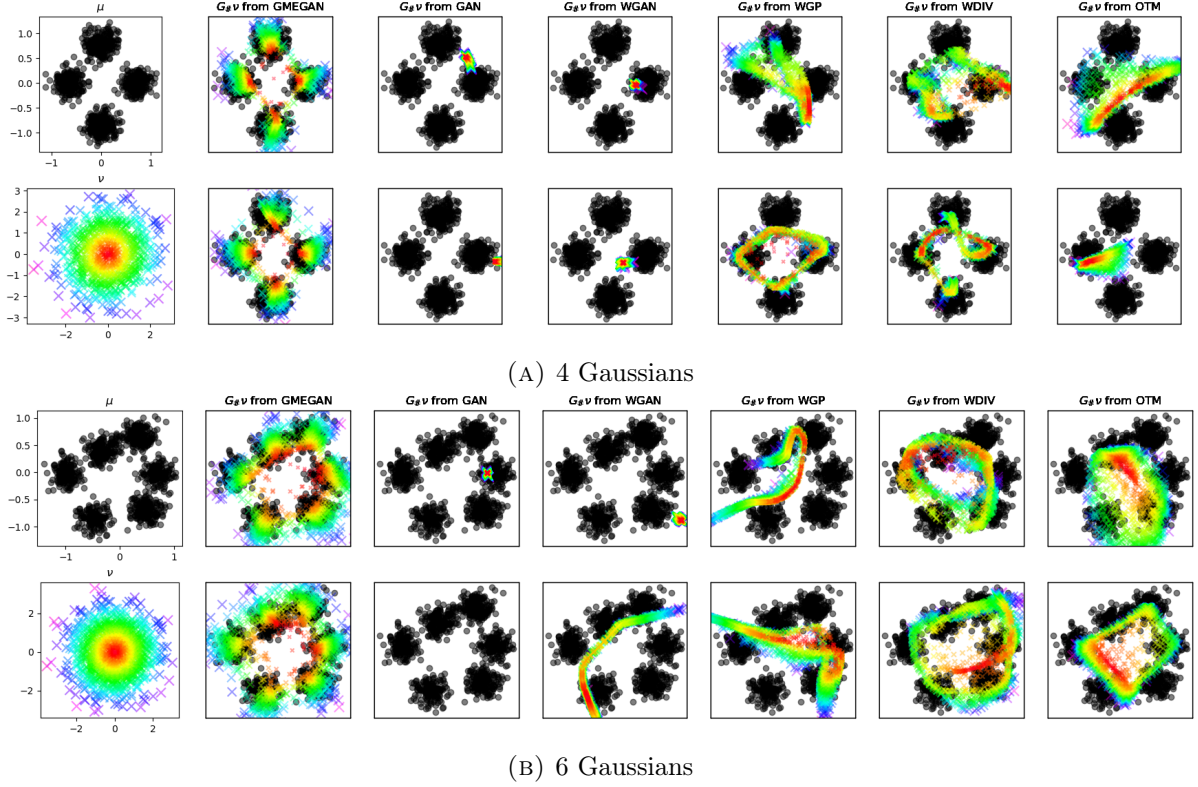 μ G#ν from GMEGAN G#ν from GAN G#ν from WGAN G#ν from WGP G#ν from WDIV G#ν from OTM
1.0
0.5
0.0
−0.5
−1.0
−1 0 1
ν
3
2
1
0
−1
−2
−3
−2 0 2
(A) 4 Gaussians
μ G#ν from GMEGAN G#ν from GAN G#ν from WGAN G#ν from WGP G#ν from WDIV G#ν from OTM
1.0
0.5
0.0
−0.5
−1.0
−1 0 1
ν
2
0
−2
−2 0 2
(B) 6 Gaussians